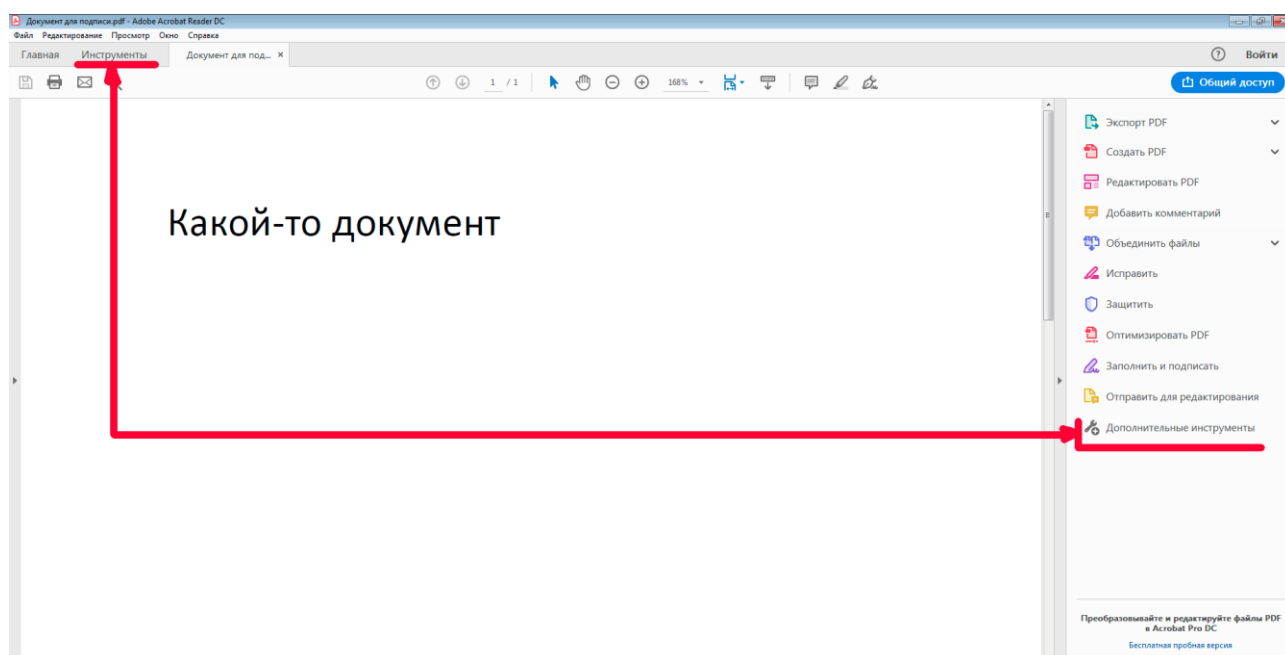 Документ для подписи.pdf - Adobe Acrobat Reader DC
Файл Редактирование Просмотр Окно Справка
Главная Инструменты Документ для под... × ? Войти
1 / 1 168% Общий доступ
Экспорт PDF
Создать PDF
Редактировать PDF
Какой-то документ
Добавить комментарий
Объединить файлы
Исправить
Защитить
Оптимизировать PDF
Заполнить и подписать
Отправить для редактирования
Дополнительные инструменты
Преобразовывайте и редактируйте файлы PDF
в Acrobat Pro DC
Бесплатная пробная версия